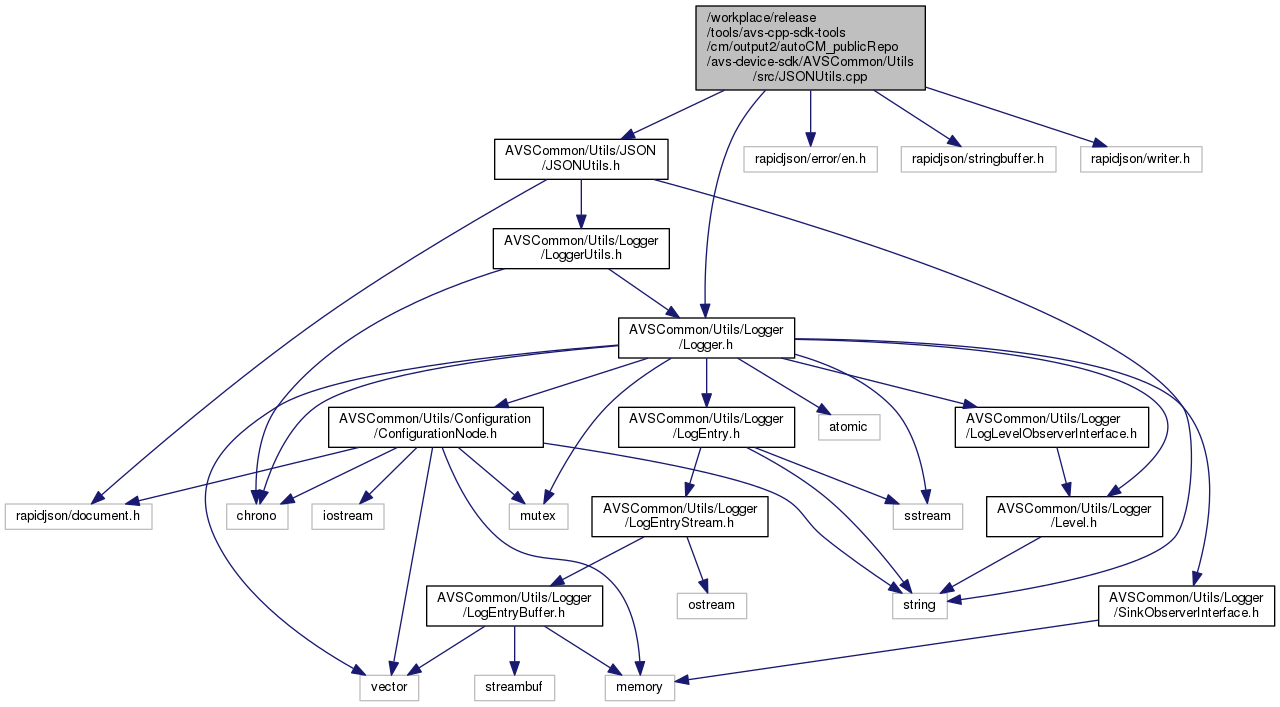 /workplace/release
/tools/avs-cpp-sdk-tools
/cm/output2/autoCM_publicRepo
/avs-device-sdk/AVSCommon/Utils
/src/JSONUtils.cpp
AVSCommon/Utils/JSON
/JSONUtils.h
rapidjson/error/en.h
rapidjson/stringbuffer.h
rapidjson/writer.h
AVSCommon/Utils/Logger
/LoggerUtils.h
AVSCommon/Utils/Logger
/Logger.h
AVSCommon/Utils/Configuration
/ConfigurationNode.h
AVSCommon/Utils/Logger
/LogEntry.h
atomic
AVSCommon/Utils/Logger
/LogLevelObserverInterface.h
rapidjson/document.h
chrono
iostream
mutex
AVSCommon/Utils/Logger
/LogEntryStream.h
sstream
AVSCommon/Utils/Logger
/Level.h
AVSCommon/Utils/Logger
/LogEntryBuffer.h
ostream
string
AVSCommon/Utils/Logger
/SinkObserverInterface.h
vector
streambuf
memory